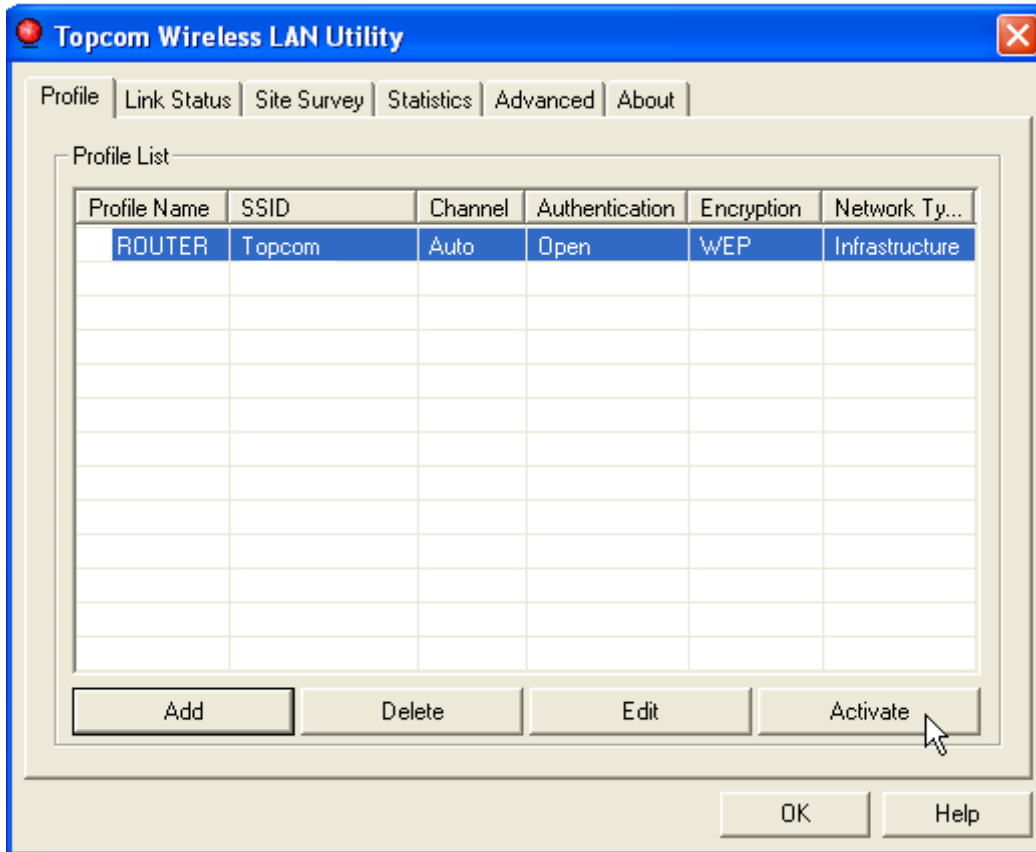 Topcom Wireless LAN Utility
Profile Link Status Site Survey Statistics Advanced About
Profile List
Profile Name SSID Channel Authentication Encryption Network Ty...
ROUTER Topcom Auto Open WEP Infrastructure
Add Delete Edit Activate
OK Help